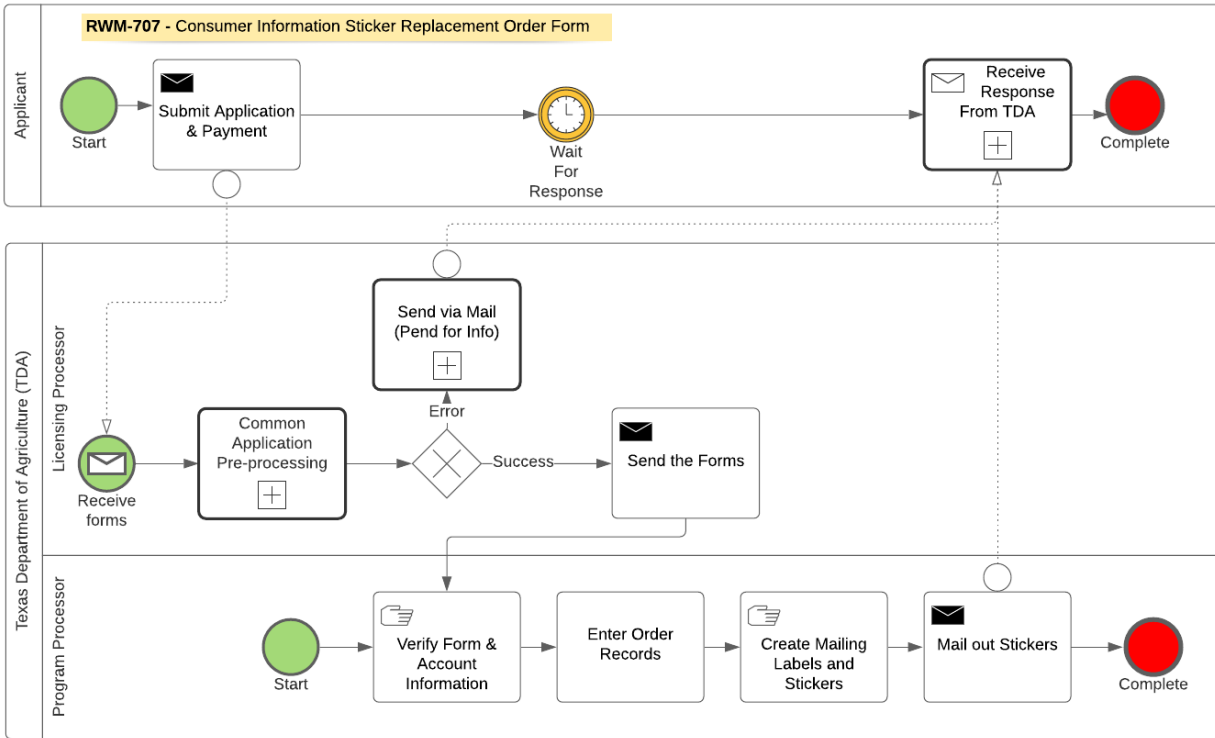 RWM-707 - Consumer Information Sticker Replacement Order Form
Applicant
Start
Submit Application
& Payment
Wait
For
Response
Receive
Response
From TDA
Complete
Texas Department of Agriculture (TDA)
Licensing Processor
Send via Mail
(Pend for Info)
Error
Receive
forms
Common
Application
Pre-processing
Success
Send the Forms
Program Processor
Start
Verify Form &
Account
Information
Enter Order
Records
Create Mailing
Labels and
Stickers
Mail out Stickers
Complete